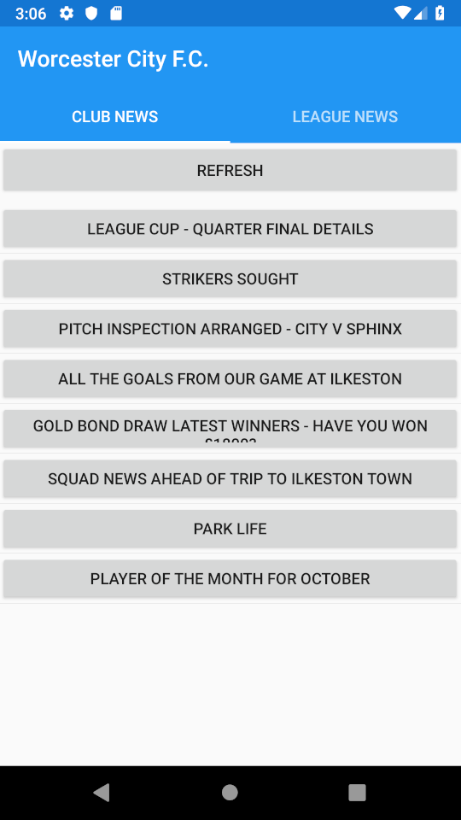 3:06
Worcester City F.C.
CLUB NEWS
LEAGUE NEWS
REFRESH
LEAGUE CUP - QUARTER FINAL DETAILS
STRIKERS SOUGHT
PITCH INSPECTION ARRANGED - CITY V SPHINX
ALL THE GOALS FROM OUR GAME AT ILKESTON
GOLD BOND DRAW LATEST WINNERS - HAVE YOU WON
SQUAD NEWS AHEAD OF TRIP TO ILKESTON TOWN
PARK LIFE
PLAYER OF THE MONTH FOR OCTOBER